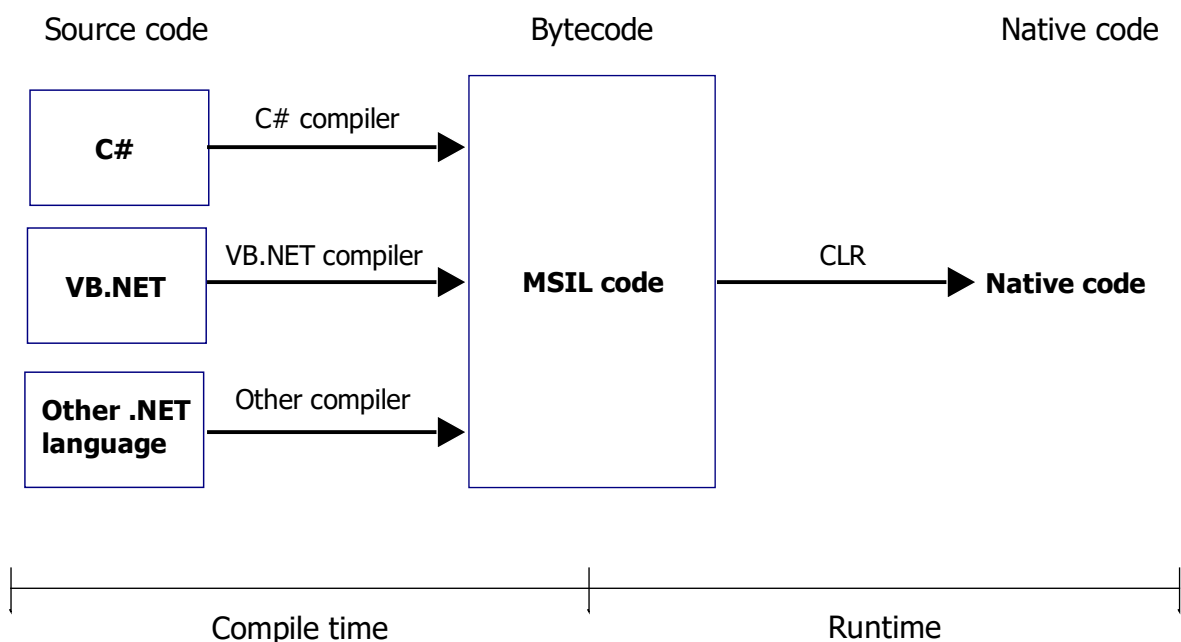 Source code
Bytecode
Native code
C#
C# compiler
VB.NET
VB.NET compiler
MSIL code
CLR
Native code
Other .NET
language
Other compiler
Compile time
Runtime